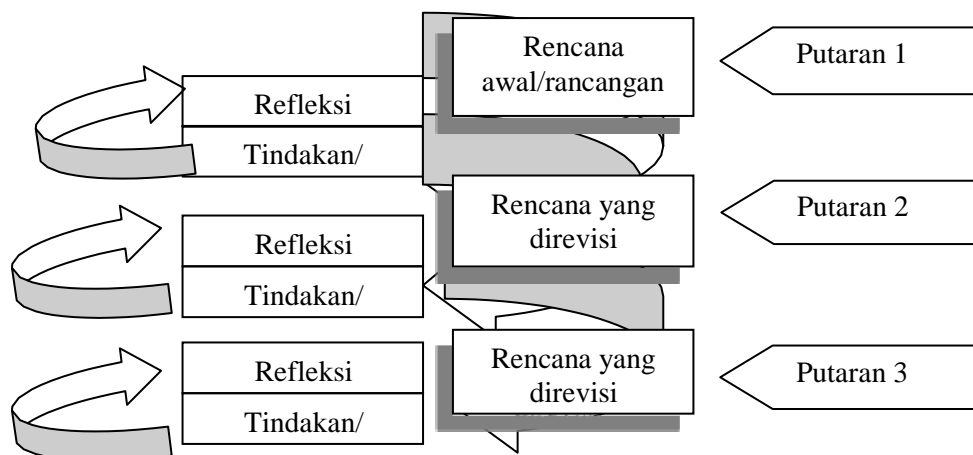 Rencana
awal/rancangan
Putaran 1
Refleksi
Tindakan/
Rencana yang
direvisi
Putaran 2
Refleksi
Tindakan/
Rencana yang
direvisi
Putaran 3
Refleksi
Tindakan/